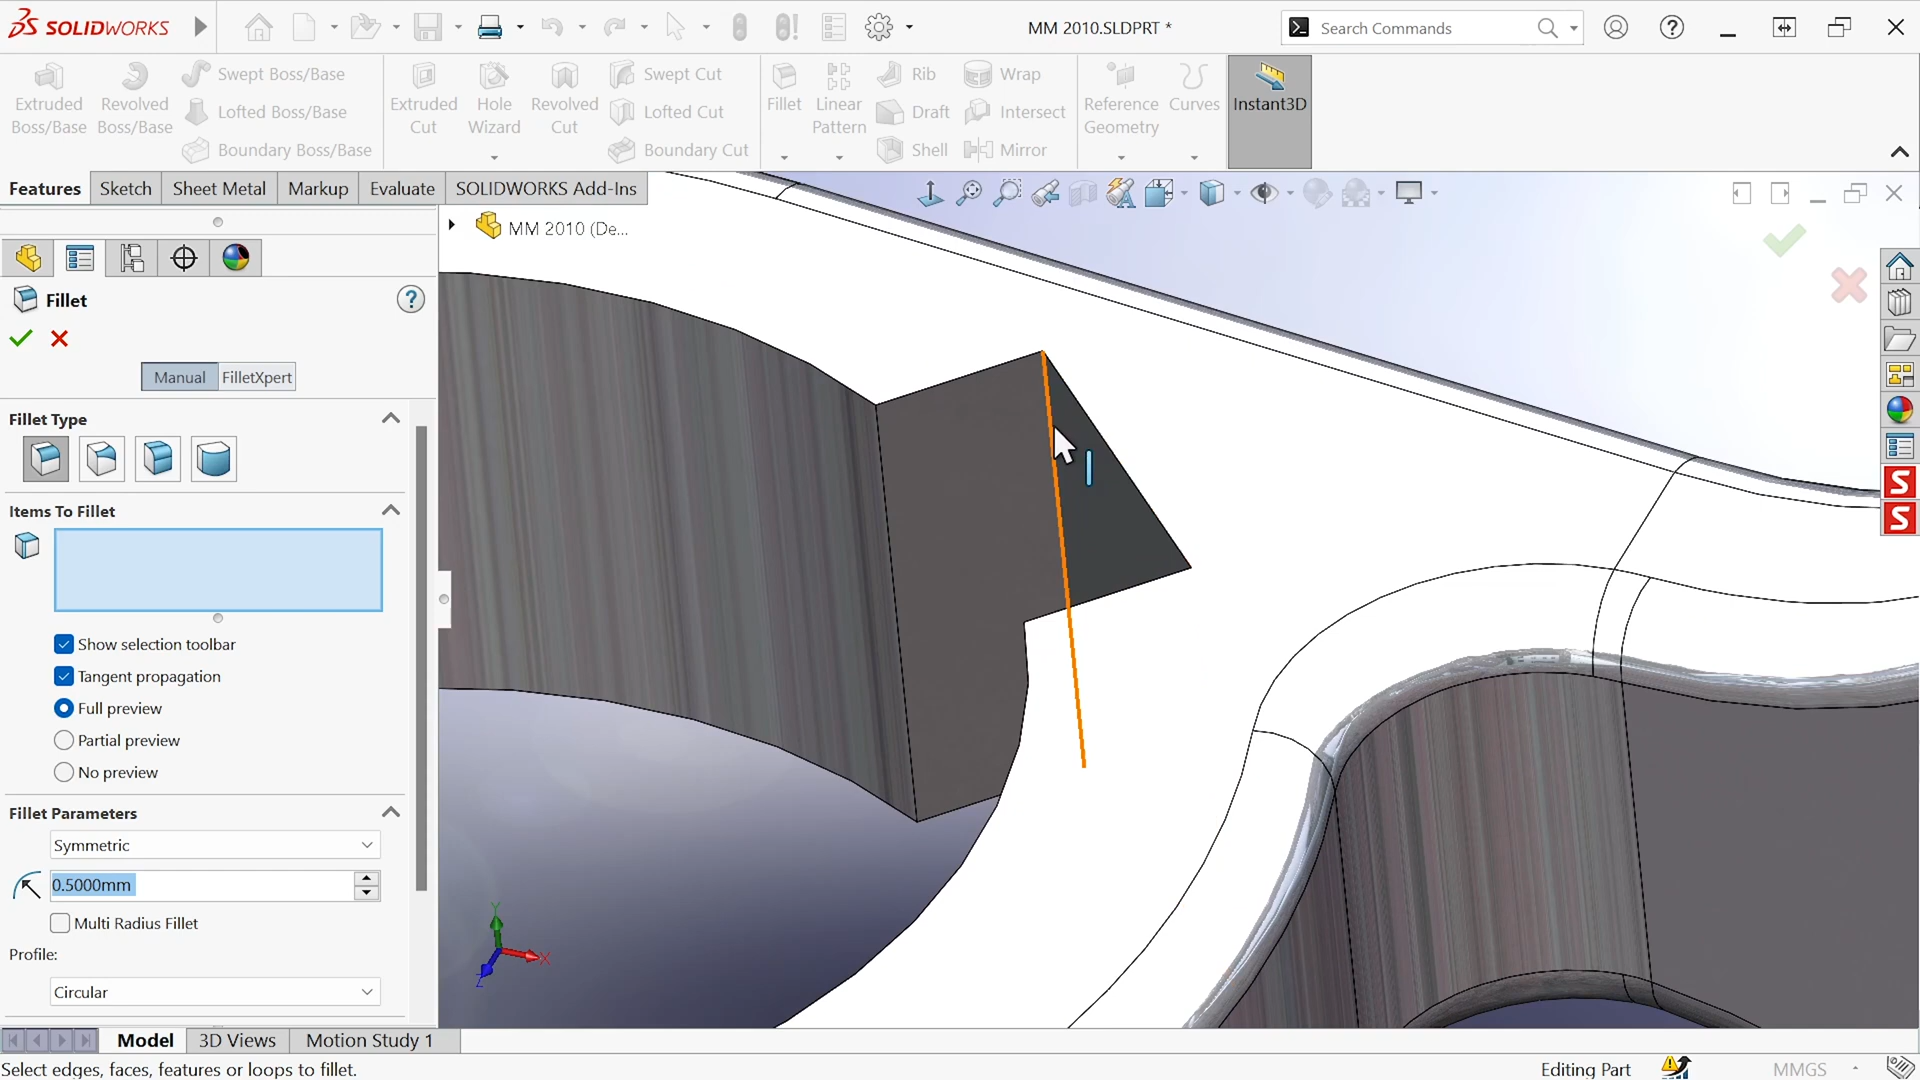 SOLIDWORKS
MM 2010.SLDPRT *
Search Commands
Extruded Boss/Base
Revolved Boss/Base
Swept Boss/Base
Lofted Boss/Base
Boundary Boss/Base
Extruded Cut
Hole Wizard
Revolved Cut
Swept Cut
Lofted Cut
Boundary Cut
Fillet
Linear Pattern
Rib
Draft
Shell
Wrap
Intersect
Mirror
Reference Geometry
Curves
Instant3D
Features
Sketch
Sheet Metal
Markup
Evaluate
SOLIDWORKS Add-Ins
MM 2010 (De...
Fillet
Manual
FilletXpert
Fillet Type
Items To Fillet
Show selection toolbar
Tangent propagation
Full preview
Partial preview
No preview
Fillet Parameters
Symmetric
0.5000mm
Multi Radius Fillet
Profile:
Circular
Y
X
Z
Model
3D Views
Motion Study 1
Select edges, faces, features or loops to fillet.
Editing Part
MMGS